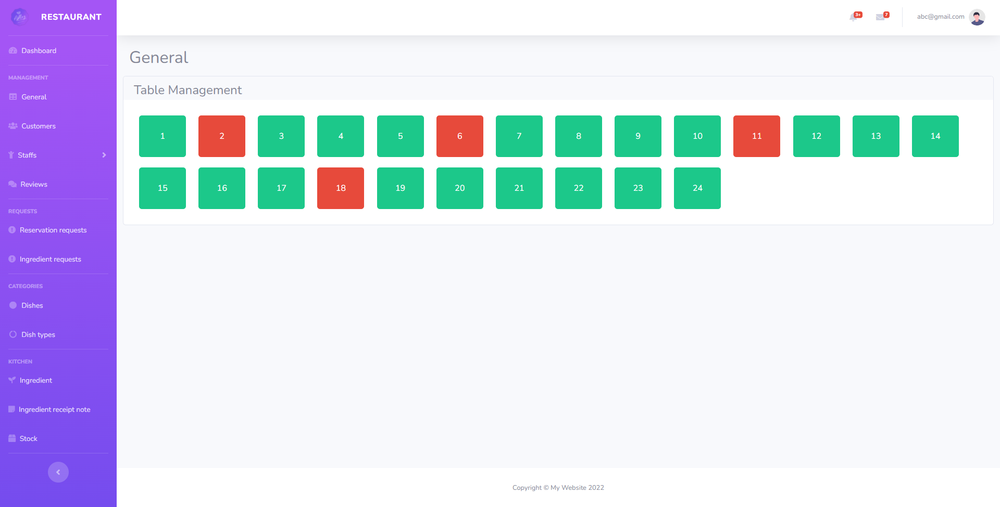 RESTAURANT
3+
7
abc@gmail.com
Dashboard
MANAGEMENT
General
Customers
Staffs
Reviews
REQUESTS
Reservation requests
Ingredient requests
CATEGORIES
Dishes
Dish types
KITCHEN
Ingredient
Ingredient receipt note
Stock
General
Table Management
1 2 3 4 5 6 7 8 9 10 11 12 13 14
15 16 17 18 19 20 21 22 23 24
Copyright © My Website 2022